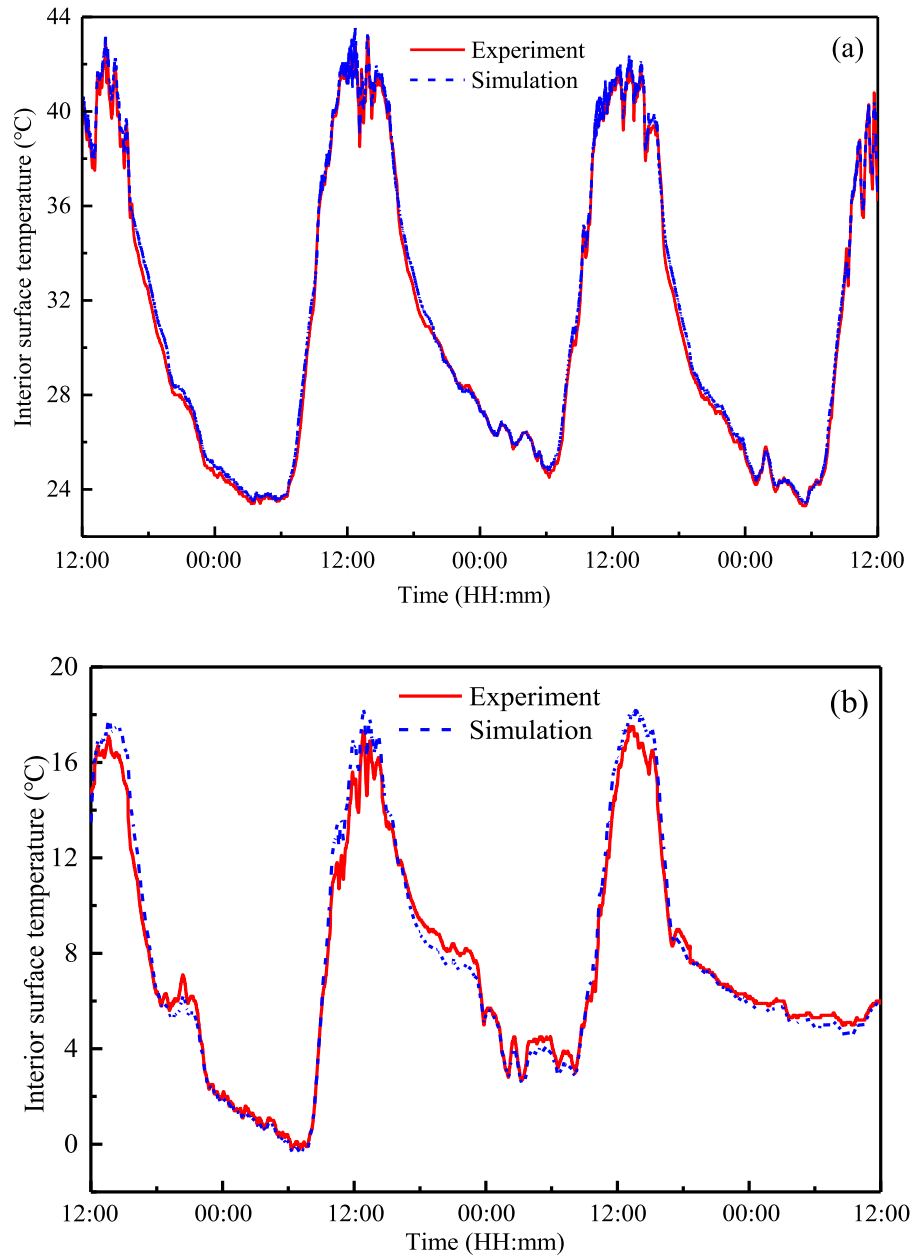 44
40
36
32
28
24
Interior surface temperature (℃)
Experiment
Simulation
(a)
12:00 00:00 12:00 00:00 12:00 00:00 12:00
Time (HH:mm)
20
16
12
8
4
0
Interior surface temperature (℃)
Experiment
Simulation
(b)
12:00 00:00 12:00 00:00 12:00 00:00 12:00
Time (HH:mm)